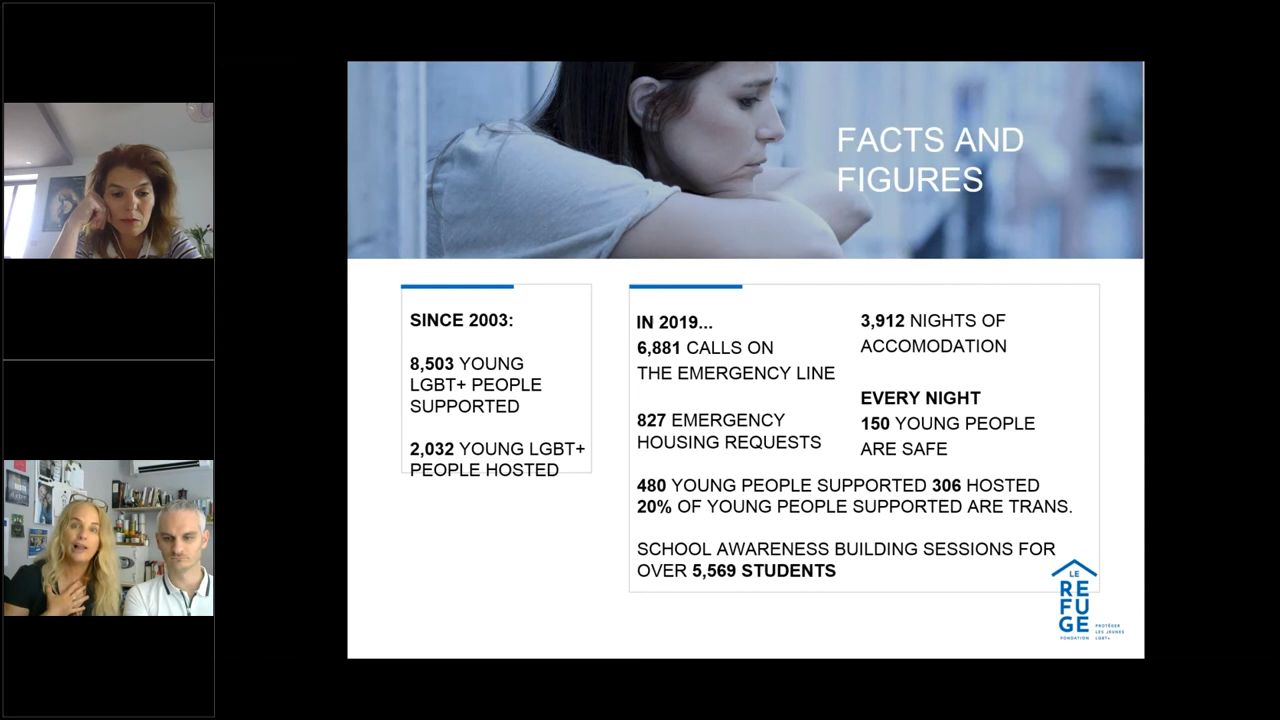 FACTS AND
FIGURES
SINCE 2003:
8,503 YOUNG
LGBT+ PEOPLE
SUPPORTED
2,032 YOUNG LGBT+
PEOPLE HOSTED
IN 2019...
6,881 CALLS ON
THE EMERGENCY LINE
827 EMERGENCY
HOUSING REQUESTS
3,912 NIGHTS OF
ACCOMODATION
EVERY NIGHT
150 YOUNG PEOPLE
ARE SAFE
480 YOUNG PEOPLE SUPPORTED 306 HOSTED
20% OF YOUNG PEOPLE SUPPORTED ARE TRANS.
SCHOOL AWARENESS BUILDING SESSIONS FOR
OVER 5,569 STUDENTS
LE
RE
FU
GE
FONDATION
PROTÉGER
LES JEUNES
LGBT+